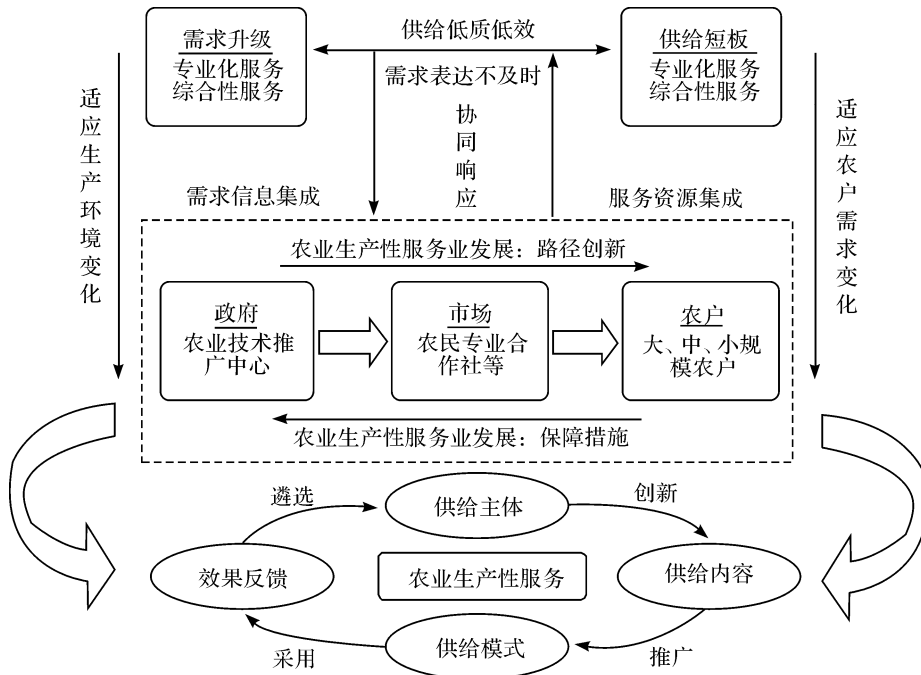 需求升级
专业化服务
综合性服务
供给低质低效
供给短板
专业化服务
综合性服务
需求表达不及时
协同响应
适应生产环境变化
适应农户需求变化
需求信息集成
服务资源集成
农业生产性服务业发展：路径创新
政府
农业技术推
广中心
市场
农民专业合
作社等
农户
大、中、小规
模农户
农业生产性服务业发展：保障措施
遴选
供给主体
创新
效果反馈
农业生产性服务
供给内容
采用
供给模式
推广